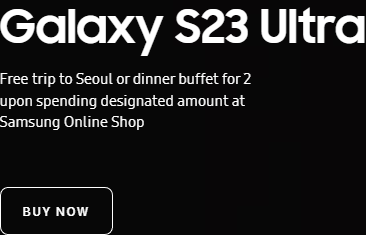 Galaxy S23 Ultra
Free trip to Seoul or dinner buffet for 2
upon spending designated amount at
Samsung Online Shop
BUY NOW